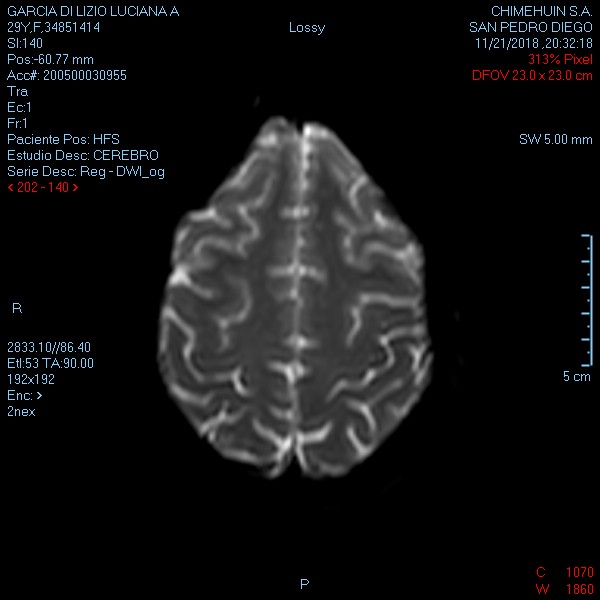 GARCIA DI LIZIO LUCIANA A
29Y,F,34851414
Sl:140
Pos:-60.77 mm
Acc#: 200500030955
Tra
Ec:1
Fr:1
Paciente Pos: HFS
Estudio Desc: CEREBRO
Serie Desc: Reg - DWI_og
< 202 - 140 >
Lossy
CHIMEHUIN S.A.
SAN PEDRO DIEGO
11/21/2018 ,20:32:18
313% Pixel
DFOV 23.0 x 23.0 cm
SW 5.00 mm
R
5 cm
2833.10//86.40
Etl:53 TA:90.00
192x192
Enc: >
2nex
P
C 1070
W 1860